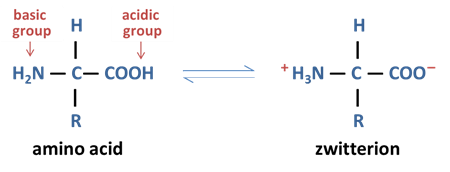 basic group
acidic group
H
H
H₂N – C – COOH
⁺H₃N – C – COO⁻
R
R
amino acid
zwitterion